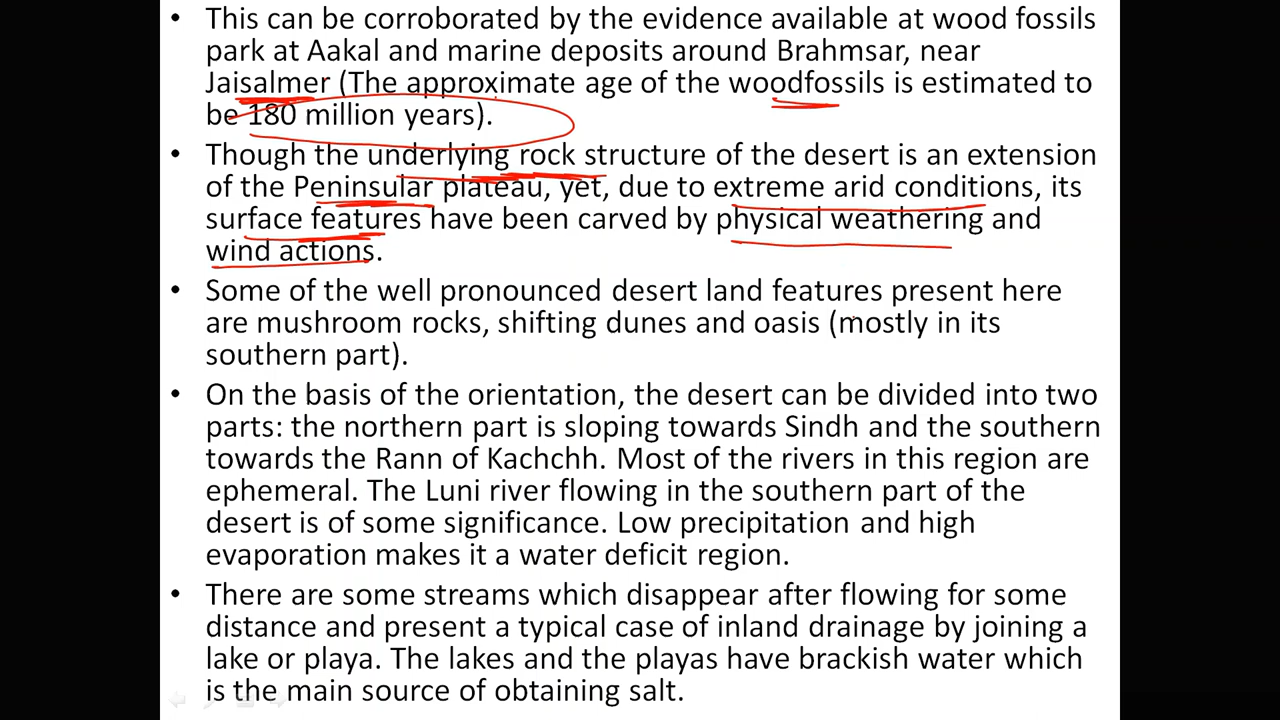 • This can be corroborated by the evidence available at wood fossils
park at Aakal and marine deposits around Brahmsar, near
Jaisalmer (The approximate age of the woodfossils is estimated to
be 180 million years).
• Though the underlying rock structure of the desert is an extension
of the Peninsular plateau, yet, due to extreme arid conditions, its
surface features have been carved by physical weathering and
wind actions.
• Some of the well pronounced desert land features present here
are mushroom rocks, shifting dunes and oasis (mostly in its
southern part).
• On the basis of the orientation, the desert can be divided into two
parts: the northern part is sloping towards Sindh and the southern
towards the Rann of Kachchh. Most of the rivers in this region are
ephemeral. The Luni river flowing in the southern part of the
desert is of some significance. Low precipitation and high
evaporation makes it a water deficit region.
• There are some streams which disappear after flowing for some
distance and present a typical case of inland drainage by joining a
lake or playa. The lakes and the playas have brackish water which
is the main source of obtaining salt.